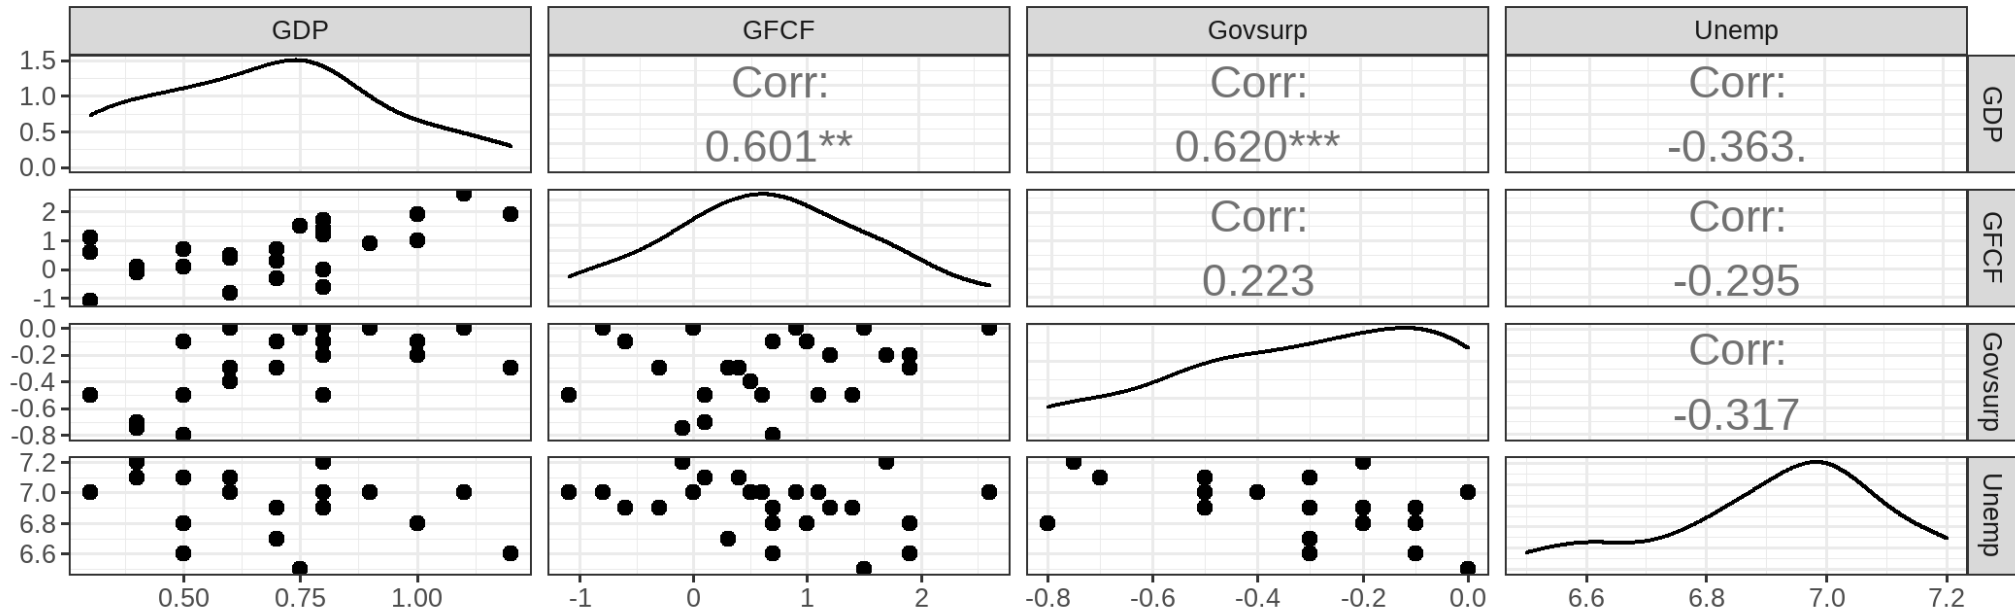 GDP GFCF Govsurp Unemp
1.5
1.0
0.5
0.0
Corr:
0.601**
Corr:
0.620***
Corr:
-0.363.
GDP
2
1
0
-1
Corr:
0.223
Corr:
-0.295
GFCF
0.0
-0.2
-0.4
-0.6
-0.8
Corr:
-0.317
Govsurp
7.2
7.0
6.8
6.6
Unemp
0.50 0.75 1.00 -1 0 1 2 -0.8 -0.6 -0.4 -0.2 0.0 6.6 6.8 7.0 7.2